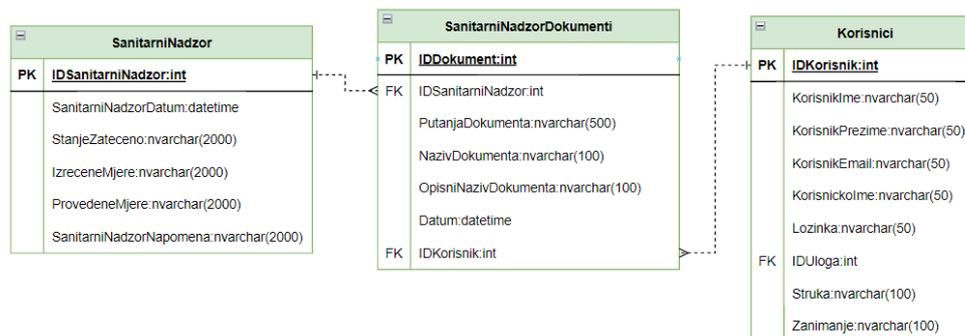 SanitarniNadzor
PK IDSanitarniNadzor:int
SanitarniNadzorDatum:datetime
StanjeZateceno:nvarchar(2000)
IzreceneMjere:nvarchar(2000)
ProvedeneMjere:nvarchar(2000)
SanitarniNadzorNapomena:nvarchar(2000)
SanitarniNadzorDokumenti
PK IDDokument:int
FK IDSanitarniNadzor:int
PutanjaDokumenta:nvarchar(500)
NazivDokumenta:nvarchar(100)
OpisniNazivDokumenta:nvarchar(100)
Datum:datetime
FK IDKorisnik:int
Korisnici
PK IDKorisnik:int
KorisnikIme:nvarchar(50)
KorisnikPrezime:nvarchar(50)
KorisnikEmail:nvarchar(50)
KorisnickoIme:nvarchar(50)
Lozinka:nvarchar(50)
FK IDUloga:int
Struka:nvarchar(100)
Zanimanje:nvarchar(100)